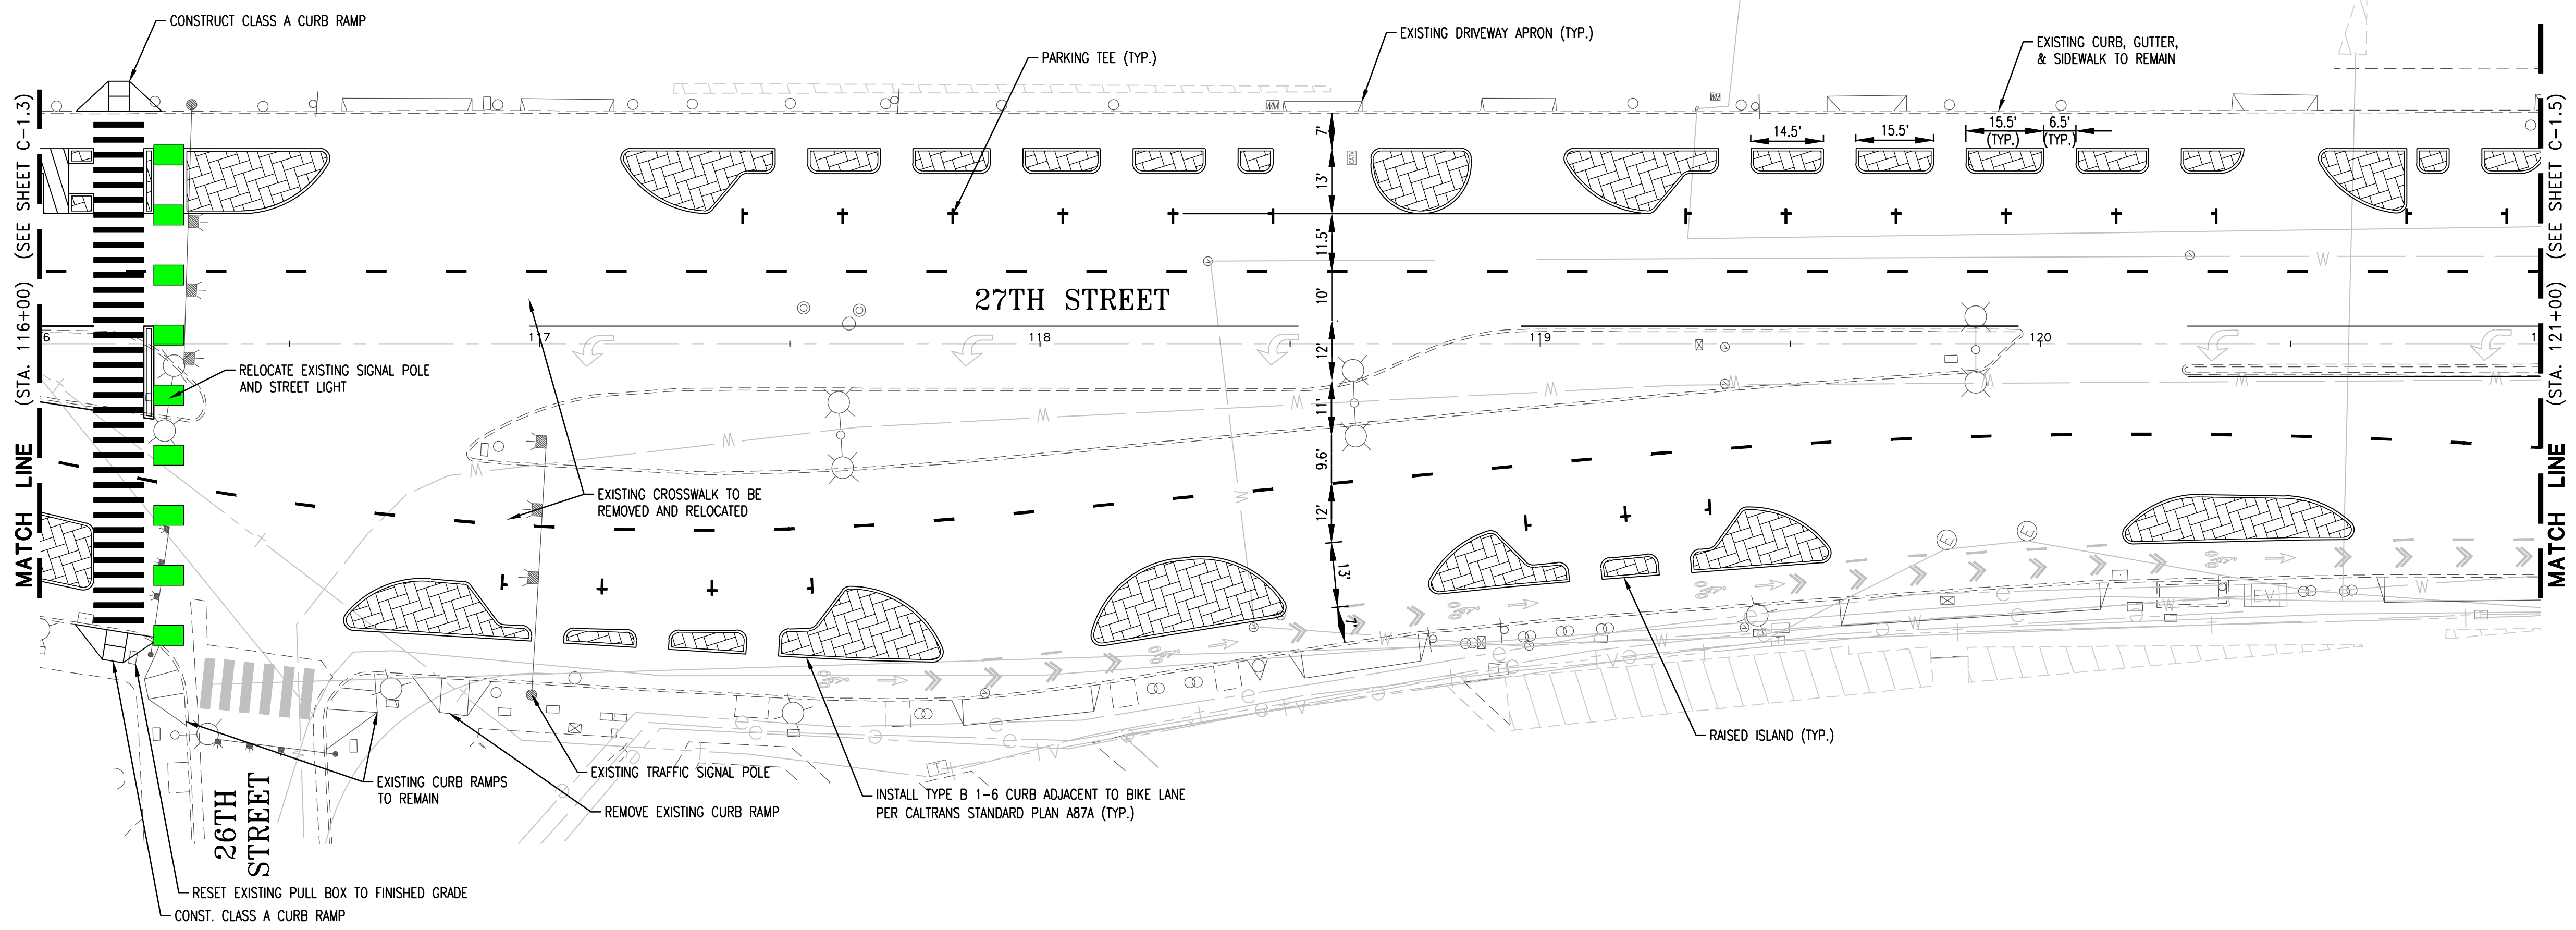 CONSTRUCT CLASS A CURB RAMP
PARKING TEE (TYP.)
EXISTING DRIVEWAY APRON (TYP.)
EXISTING CURB, GUTTER,
& SIDEWALK TO REMAIN
MATCH LINE (STA. 116+00) (SEE SHEET C-1.3)
MATCH LINE (STA. 121+00) (SEE SHEET C-1.5)
WM
WM
CATV
7'
13'
11.5'
10'
12'
11'
9.6'
12'
13'
7'
14.5'
15.5'
15.5'
(TYP.)
6.5'
(TYP.)
27TH STREET
6
117
118
119
120
1
RELOCATE EXISTING SIGNAL POLE
AND STREET LIGHT
EXISTING CROSSWALK TO BE
REMOVED AND RELOCATED
EXISTING CURB RAMPS
TO REMAIN
EXISTING TRAFFIC SIGNAL POLE
REMOVE EXISTING CURB RAMP
INSTALL TYPE B 1-6 CURB ADJACENT TO BIKE LANE
PER CALTRANS STANDARD PLAN A87A (TYP.)
RAISED ISLAND (TYP.)
26TH
STREET
RESET EXISTING PULL BOX TO FINISHED GRADE
CONST. CLASS A CURB RAMP